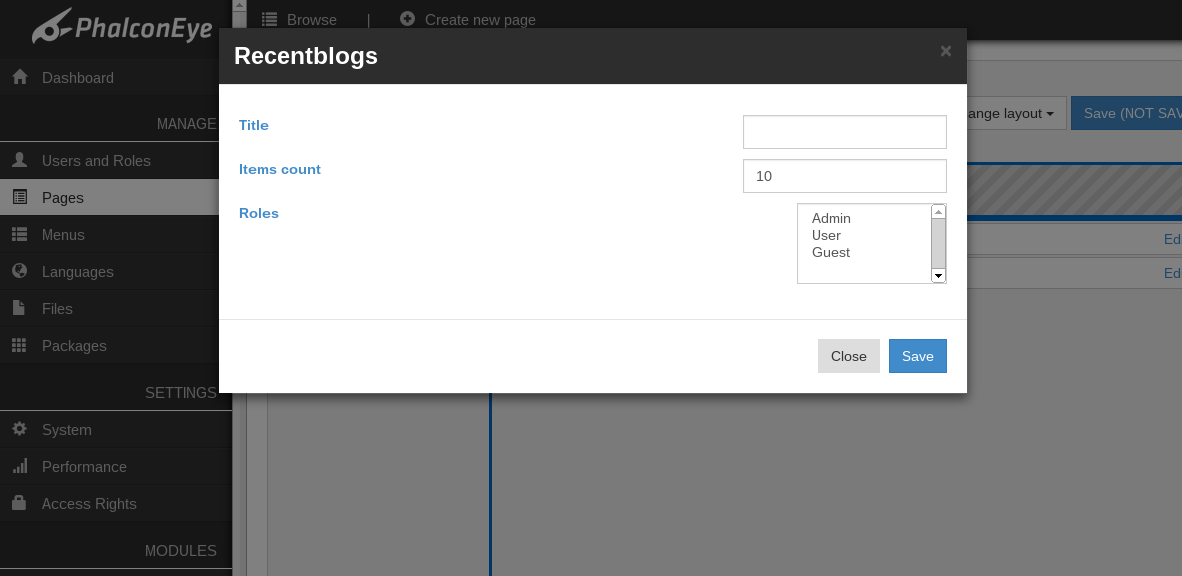 PhalconEye
Browse | Create new page
Recentblogs ×
Dashboard
MANAGE
Users and Roles
Pages
Menus
Languages
Files
Packages
SETTINGS
System
Performance
Access Rights
MODULES
Title
Items count 10
Roles
Admin
User
Guest
Close Save
ange layout Save (NOT SAV
Ed
Ed